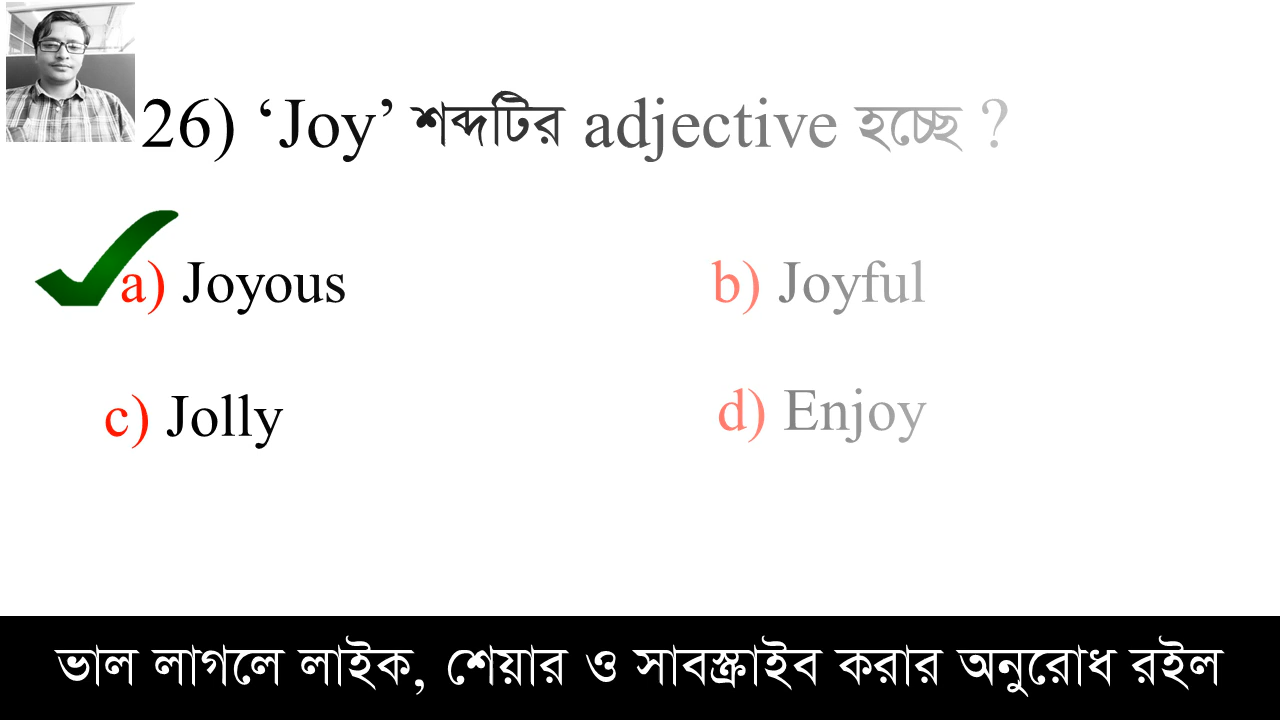 26) ‘Joy’ শব্দটির adjective হচ্ছে ?
a) Joyous b) Joyful
c) Jolly d) Enjoy
ভাল লাগলে লাইক, শেয়ার ও সাবস্ক্রাইব করার অনুরোধ রইল